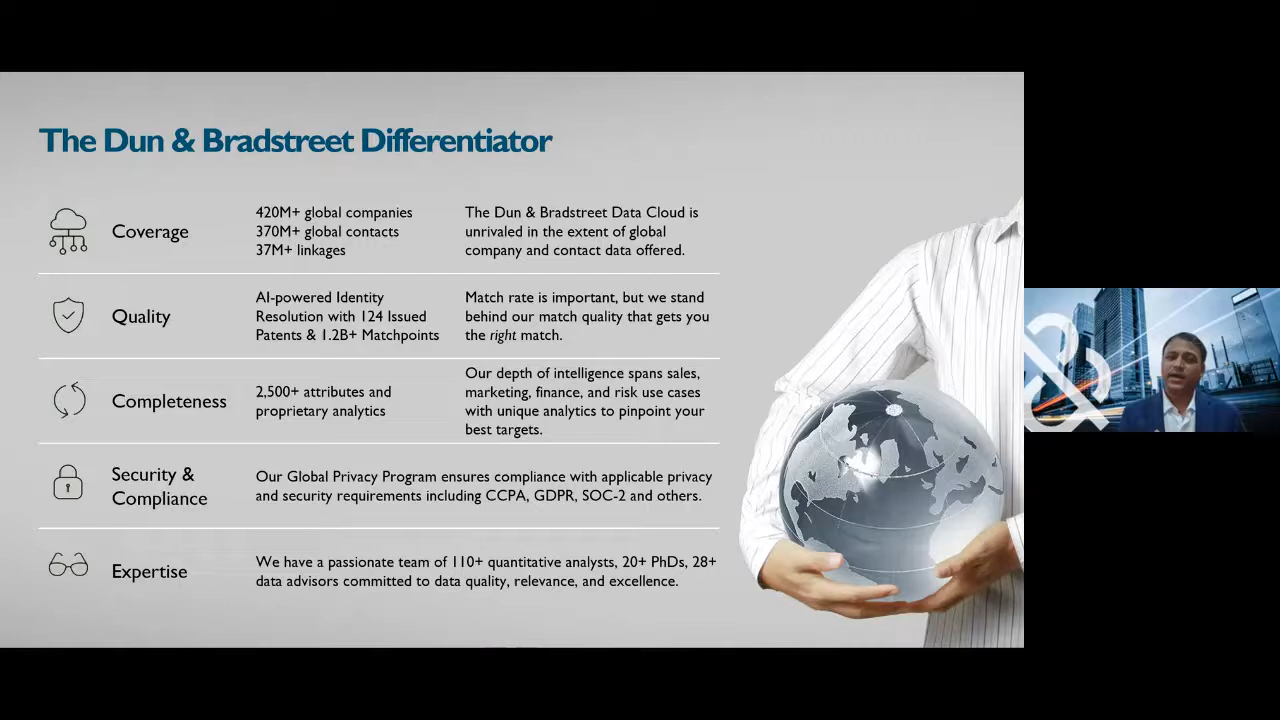 The Dun & Bradstreet Differentiator
Coverage
420M+ global companies
370M+ global contacts
37M+ linkages
The Dun & Bradstreet Data Cloud is
unrivaled in the extent of global
company and contact data offered.
Quality
AI-powered Identity
Resolution with 124 Issued
Patents & 1.2B+ Matchpoints
Match rate is important, but we stand
behind our match quality that gets you
the right match.
Completeness
2,500+ attributes and
proprietary analytics
Our depth of intelligence spans sales,
marketing, finance, and risk use cases
with unique analytics to pinpoint your
best targets.
Security &
Compliance
Our Global Privacy Program ensures compliance with applicable privacy
and security requirements including CCPA, GDPR, SOC-2 and others.
Expertise
We have a passionate team of 110+ quantitative analysts, 20+ PhDs, 28+
data advisors committed to data quality, relevance, and excellence.
&